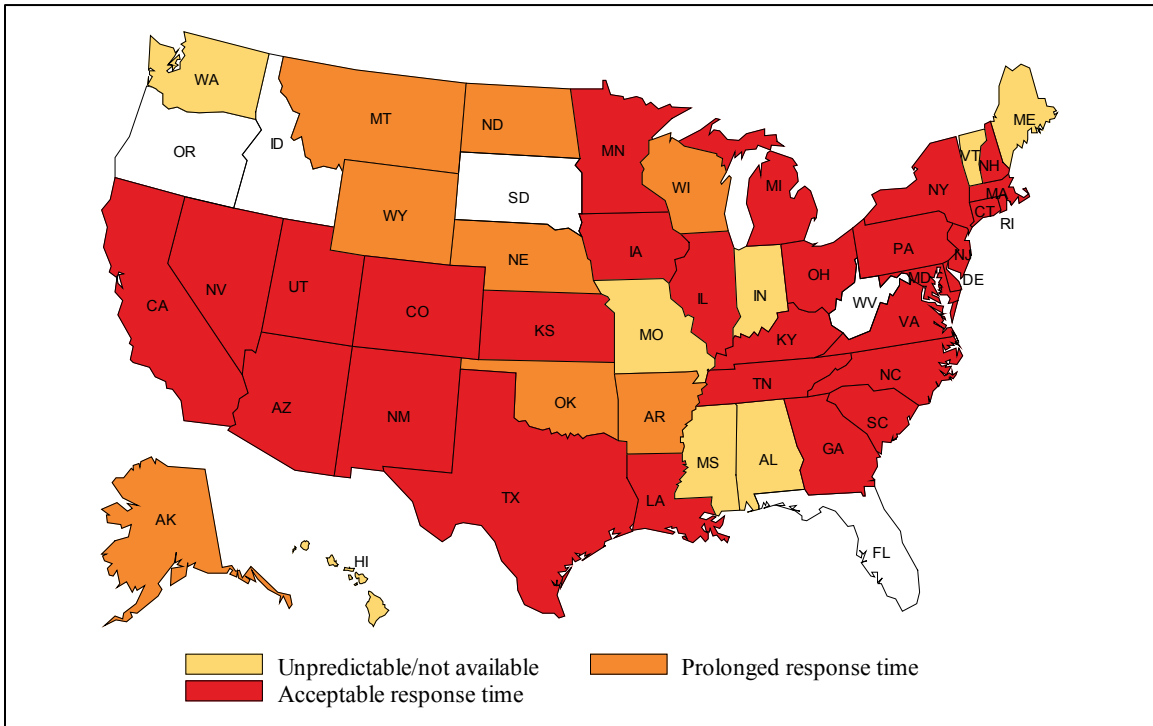 WA
ME
MT
ND
VT
NH
ID
MN
OR
WI
MI
NY
MA
SD
CT
RI
WY
PA
IA
NE
NJ
OH
DE
MD
NV
UT
IL
IN
WV
CA
CO
VA
KS
MO
KY
NC
TN
OK
AR
AZ
NM
SC
GA
MS
AL
TX
LA
AK
FL
HI
Unpredictable/not available
Prolonged response time
Acceptable response time